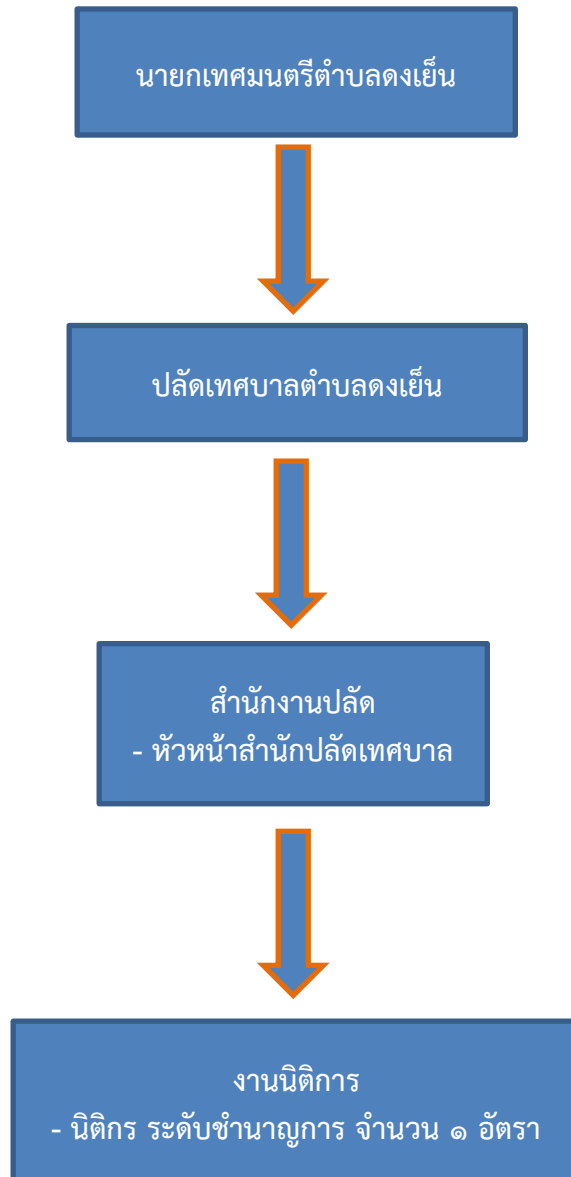 นายกเทศมนตรีตำบลดงเย็น
ปลัดเทศบาลตำบลดงเย็น
สำนักงานปลัด
- หัวหน้าสำนักปลัดเทศบาล
งานนิติการ
- นิติกร ระดับชำนาญการ จำนวน ๑ อัตรา